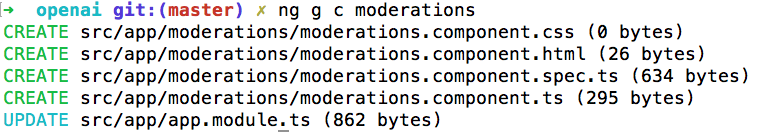 ➜  openai git:(master) ✗ ng g c moderations
CREATE src/app/moderations/moderations.component.css (0 bytes)
CREATE src/app/moderations/moderations.component.html (26 bytes)
CREATE src/app/moderations/moderations.component.spec.ts (634 bytes)
CREATE src/app/moderations/moderations.component.ts (295 bytes)
UPDATE src/app/app.module.ts (862 bytes)